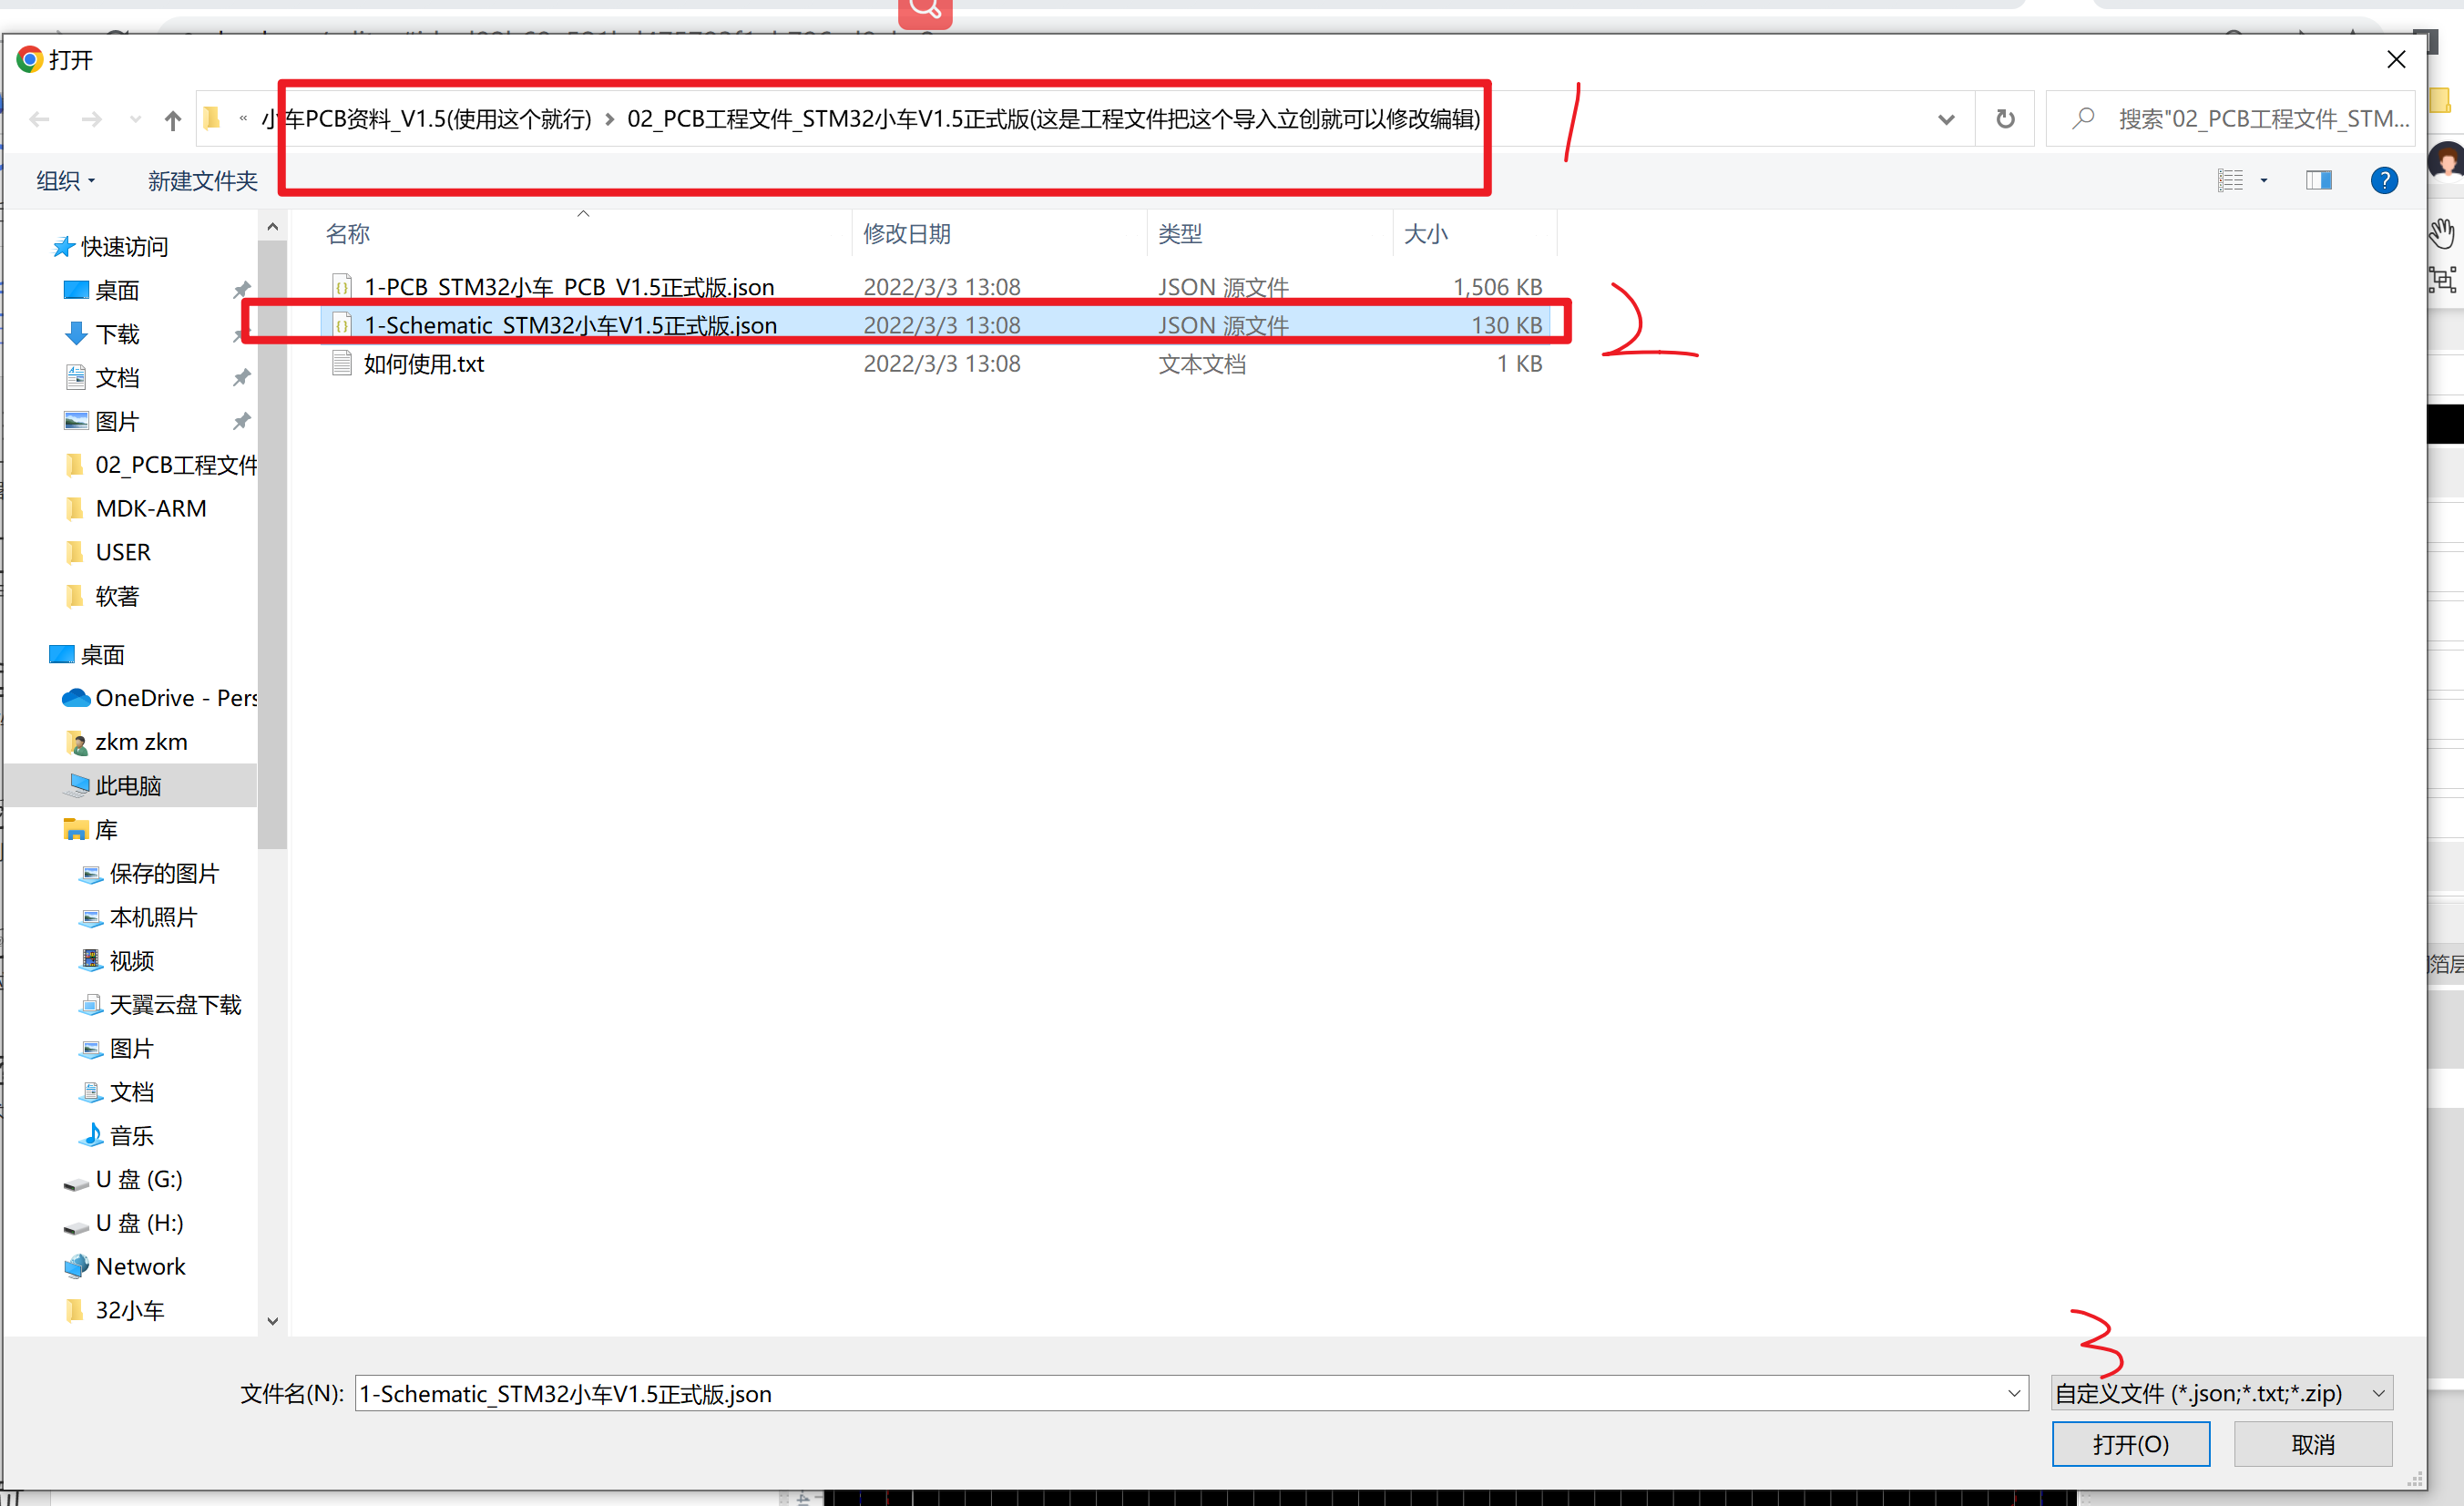 打开
« 小车PCB资料_V1.5(使用这个就行) > 02_PCB工程文件_STM32小车V1.5正式版(这是工程文件把这个导入立创就可以修改编辑)
搜索"02_PCB工程文件_STM...
1
组织
新建文件夹
名称 修改日期 类型 大小
1-PCB_STM32小车_PCB_V1.5正式版.json 2022/3/3 13:08 JSON 源文件 1,506 KB
1-Schematic_STM32小车V1.5正式版.json 2022/3/3 13:08 JSON 源文件 130 KB
2
如何使用.txt 2022/3/3 13:08 文本文档 1 KB
快速访问
桌面
下载
文档
图片
02_PCB工程文件
MDK-ARM
USER
软著
桌面
OneDrive - Pers
zkm zkm
此电脑
库
保存的图片
本机照片
视频
天翼云盘下载
图片
文档
音乐
U 盘 (G:)
U 盘 (H:)
Network
32小车
箔层
3
文件名(N): 1-Schematic_STM32小车V1.5正式版.json
自定义文件 (*.json;*.txt;*.zip)
打开(O) 取消